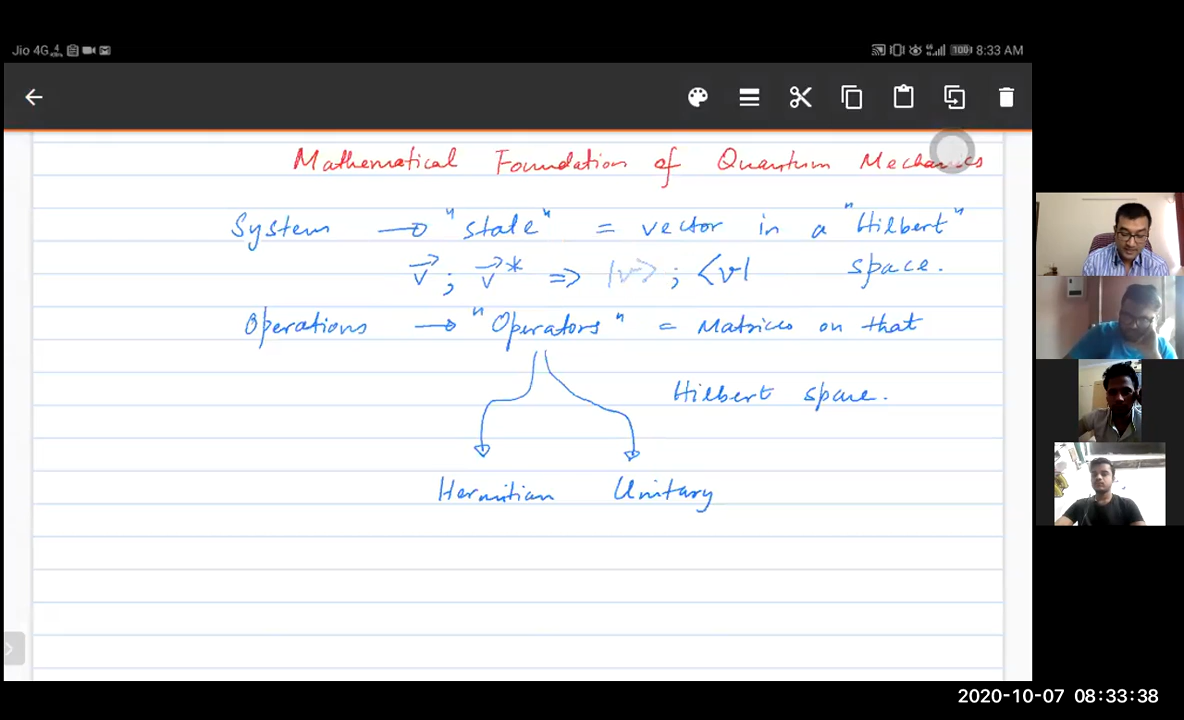 Jio 4G 8:33 AM
Mathematical Foundation of Quantum Mechanics
System → "state" = vector in a "Hilbert"
v⃗ ; v⃗* ⇒ |v⟩ ; ⟨v| space.
Operations → "Operators" = Matrices on that
Hilbert space.
Hermitian Unitary
2020-10-07 08:33:38